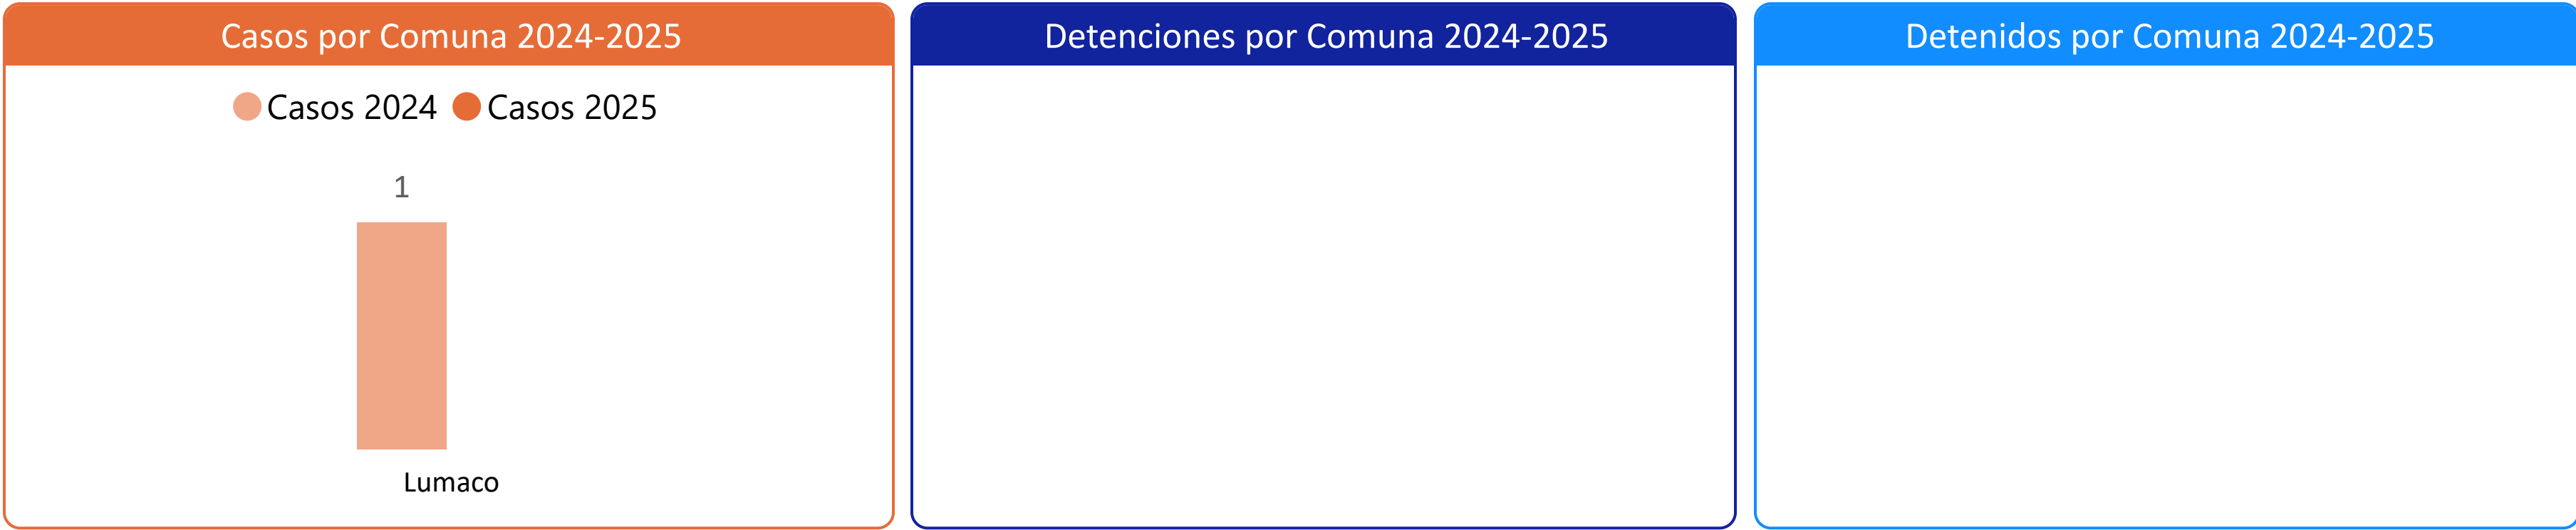 Casos por Comuna 2024-2025
Casos 2024 Casos 2025
1
Lumaco
Detenciones por Comuna 2024-2025
Detenidos por Comuna 2024-2025